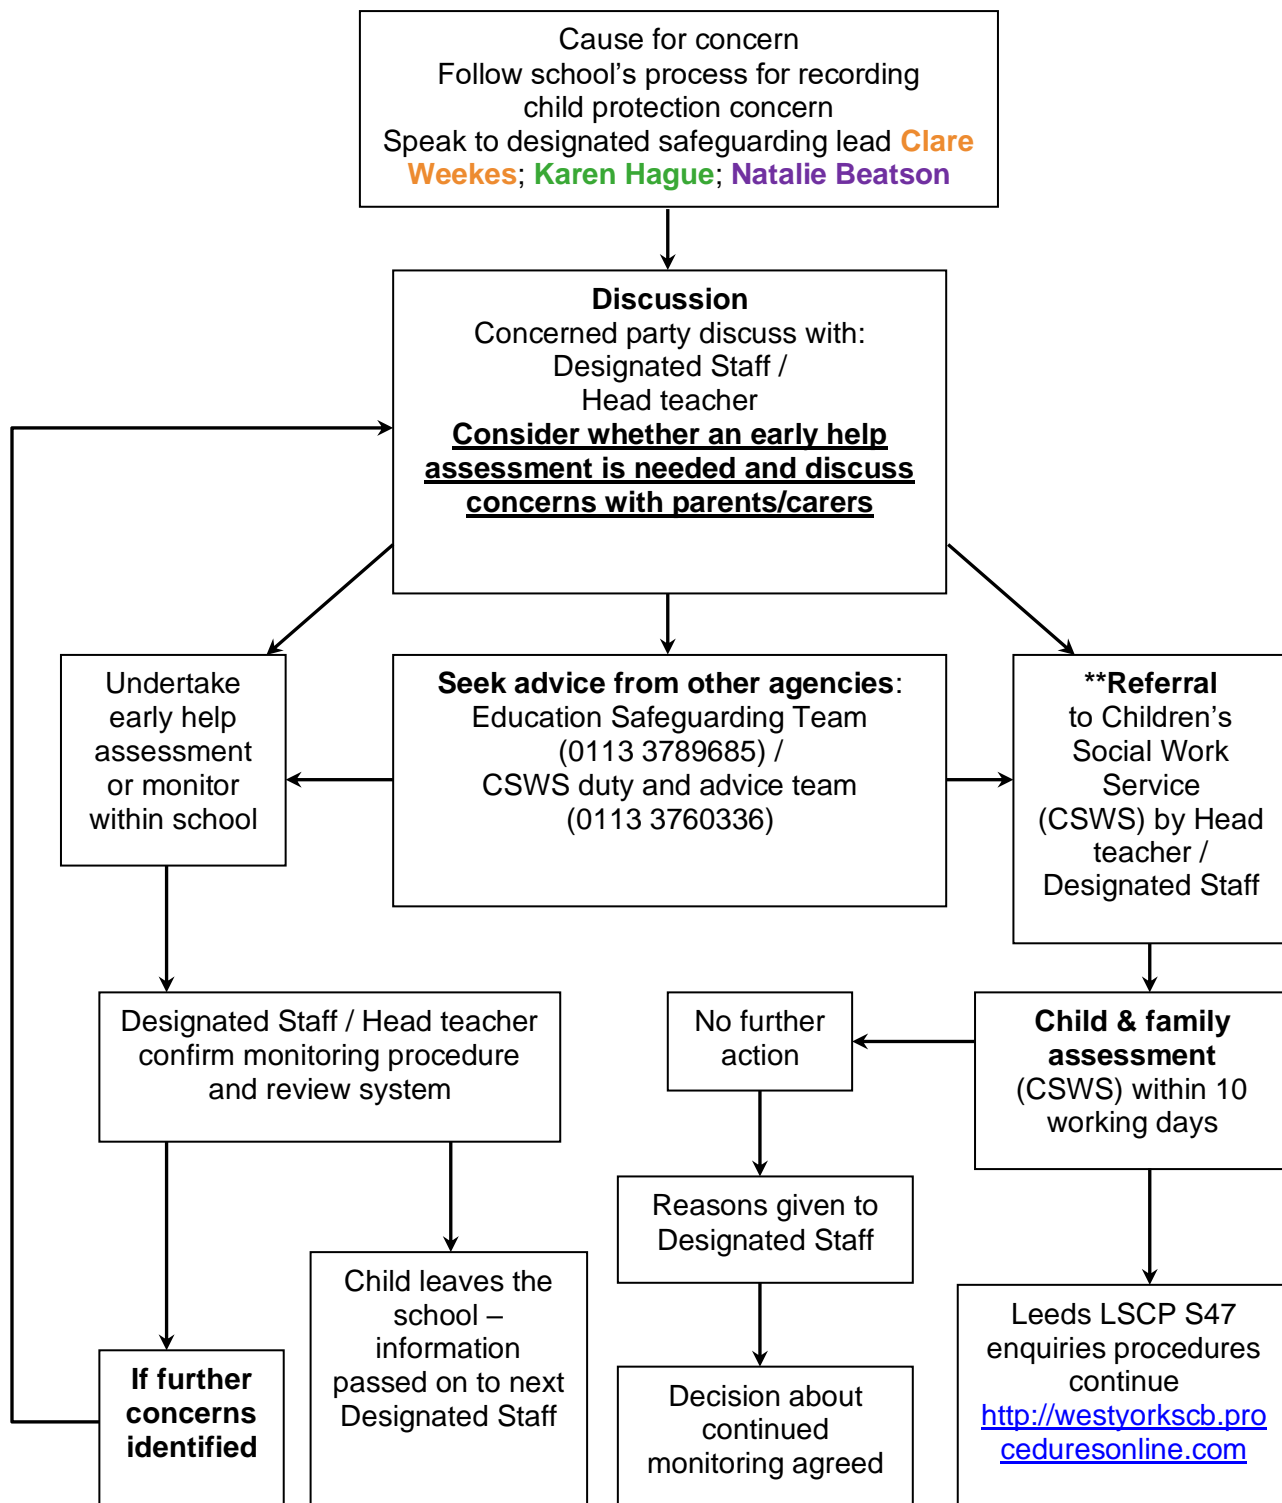 Cause for concern
Follow school’s process for recording
child protection concern
Speak to designated safeguarding lead Clare
Weekes; Karen Hague; Natalie Beatson
Discussion
Concerned party discuss with:
Designated Staff /
Head teacher
Consider whether an early help
assessment is needed and discuss
concerns with parents/carers
Undertake
early help
assessment
or monitor
within school
Seek advice from other agencies:
Education Safeguarding Team
(0113 3789685) /
CSWS duty and advice team
(0113 3760336)
**Referral
to Children’s
Social Work
Service
(CSWS) by Head
teacher /
Designated Staff
Designated Staff / Head teacher
confirm monitoring procedure
and review system
No further
action
Child & family
assessment
(CSWS) within 10
working days
Reasons given to
Designated Staff
If further
concerns
identified
Child leaves the
school –
information
passed on to next
Designated Staff
Decision about
continued
monitoring agreed
Leeds LSCP S47
enquiries procedures
continue
http://westyorkscb.pro
ceduresonline.com